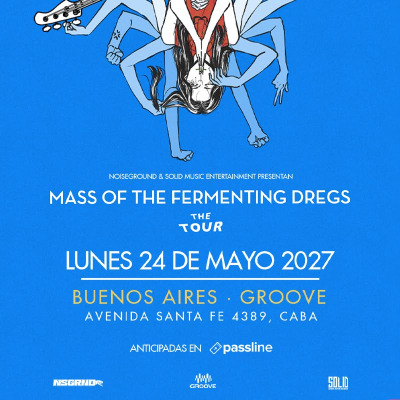 NOISEGROUND & SOLID MUSIC ENTERTAINMENT PRESENTAN
MASS OF THE FERMENTING DREGS
THE
TOUR
LUNES 24 DE MAYO 2027
BUENOS AIRES · GROOVE
AVENIDA SANTA FE 4389, CABA
ANTICIPADAS EN passline
NSGRND GROOVE SOLID